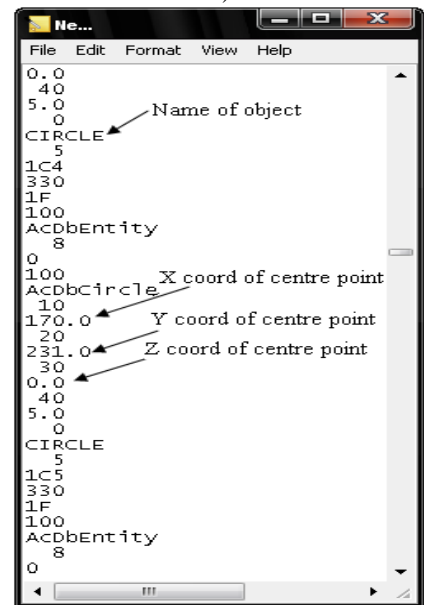 Ne...
File Edit Format View Help
0.0
40
5.0
0
Name of object
CIRCLE
5
1C4
330
1F
100
AcDbEntity
8
0
100
X coord of centre point
AcDbCircle
10
170.0
Y coord of centre point
20
231.0
Z coord of centre point
30
0.0
40
5.0
0
CIRCLE
5
1C5
330
1F
100
AcDbEntity
8
0